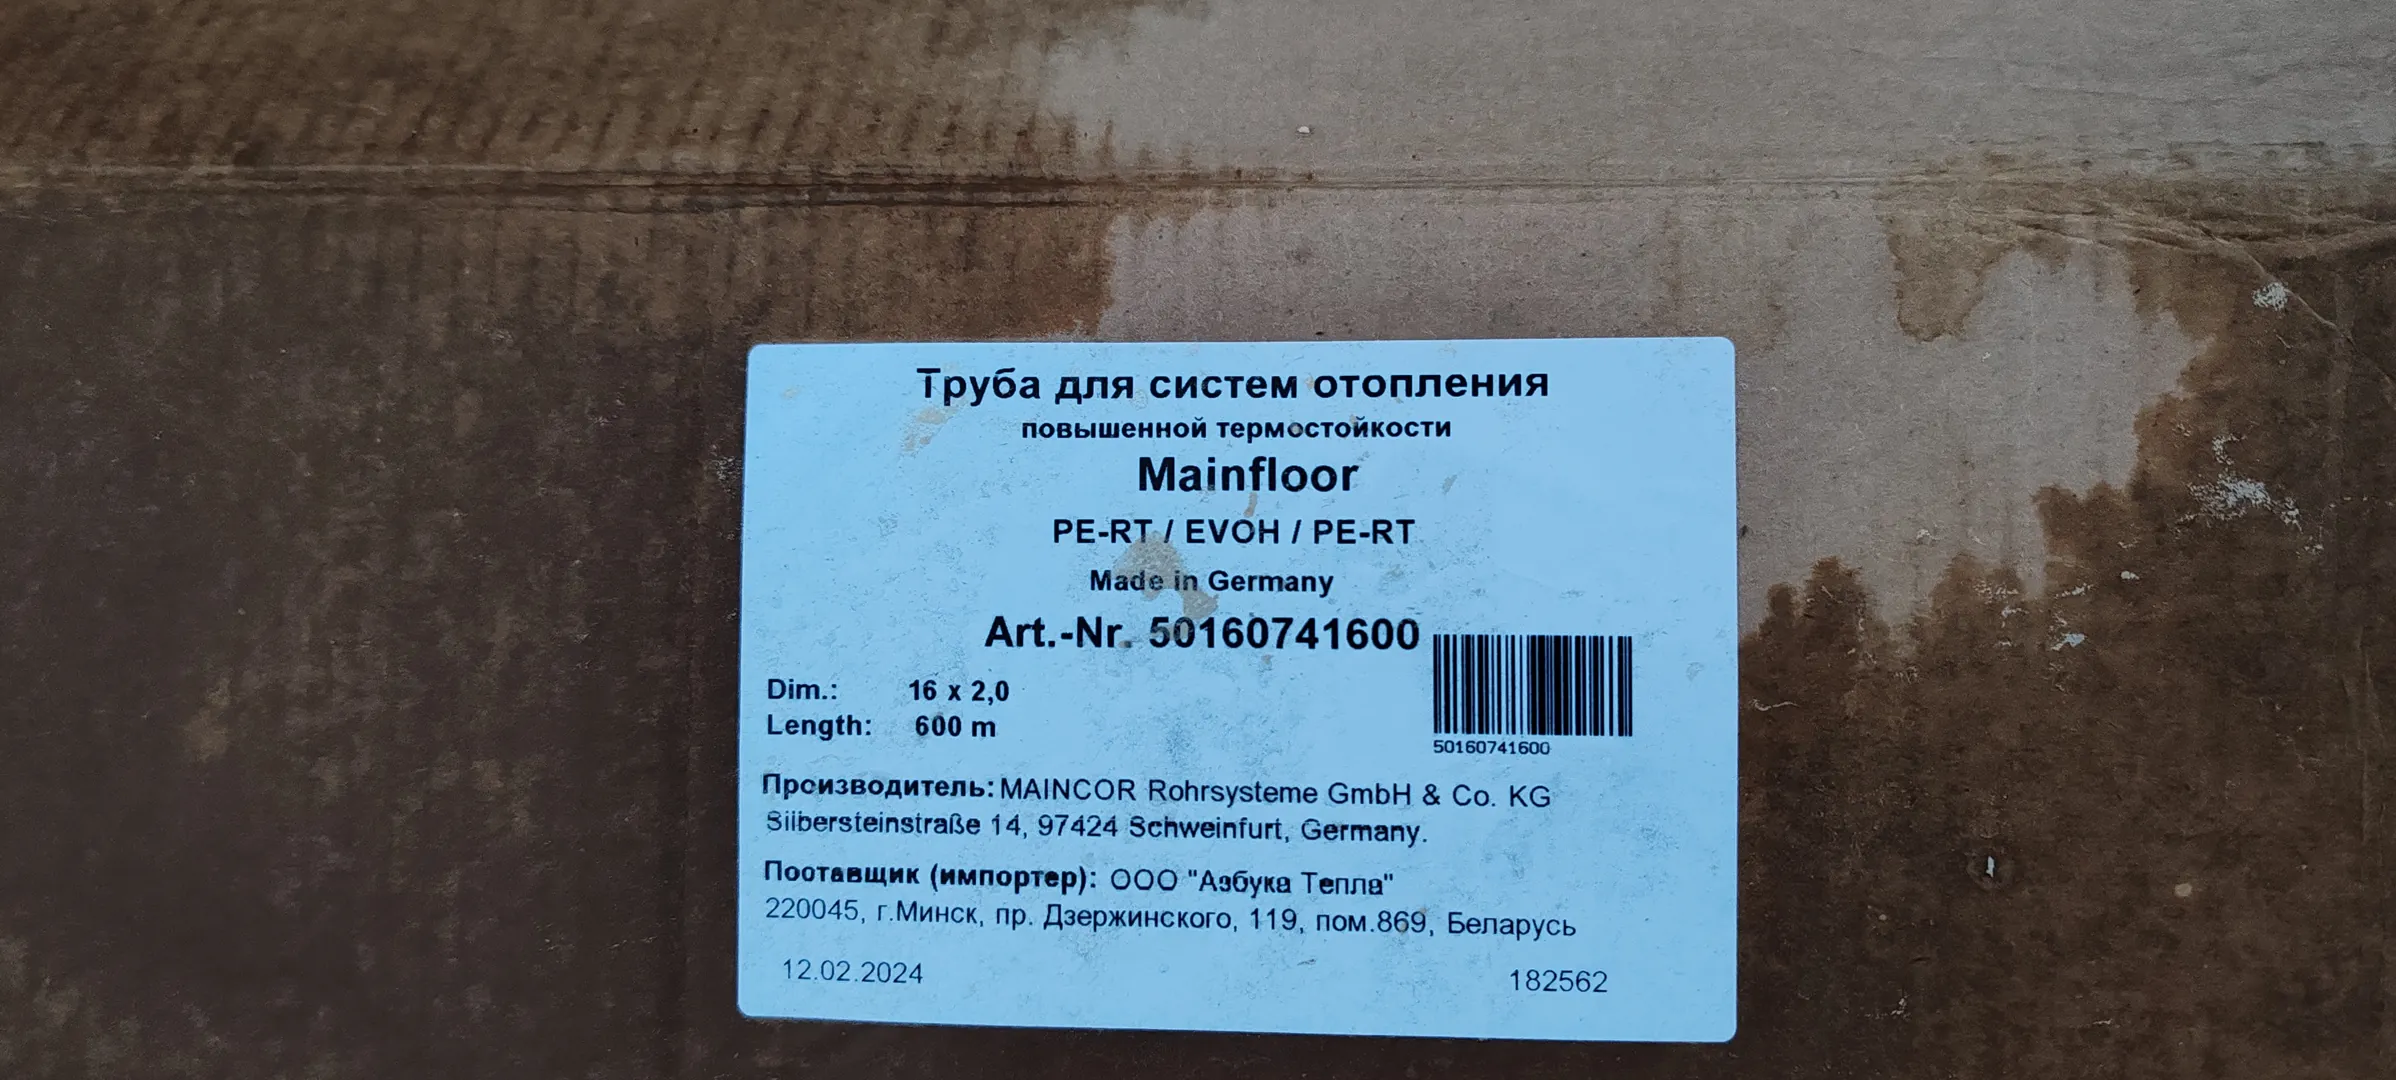 Труба для систем отопления
повышенной термостойкости
Mainfloor
PE-RT / EVOH / PE-RT
Made in Germany
Art.-Nr. 50160741600
Dim.: 16 x 2,0
Length: 600 m
50160741600
Производитель: MAINCOR Rohrsysteme GmbH & Co. KG
Silbersteinstraße 14, 97424 Schweinfurt, Germany.
Поставщик (импортер): ООО "Азбука Тепла"
220045, г.Минск, пр. Дзержинского, 119, пом.869, Беларусь
12.02.2024 182562